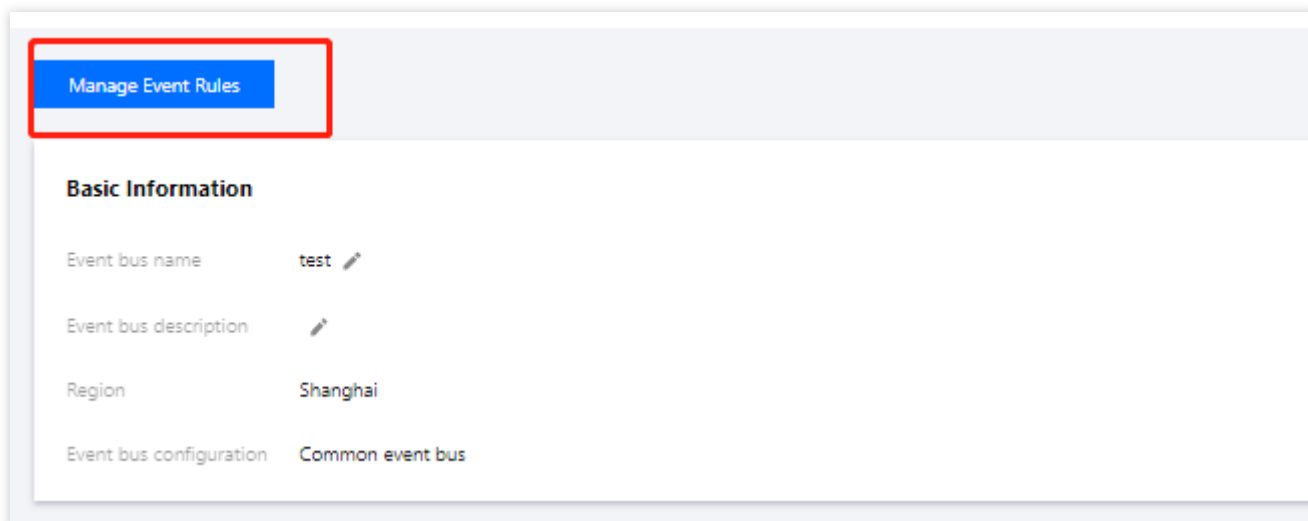 Manage Event Rules
Basic Information
Event bus name test
Event bus description
Region Shanghai
Event bus configuration Common event bus